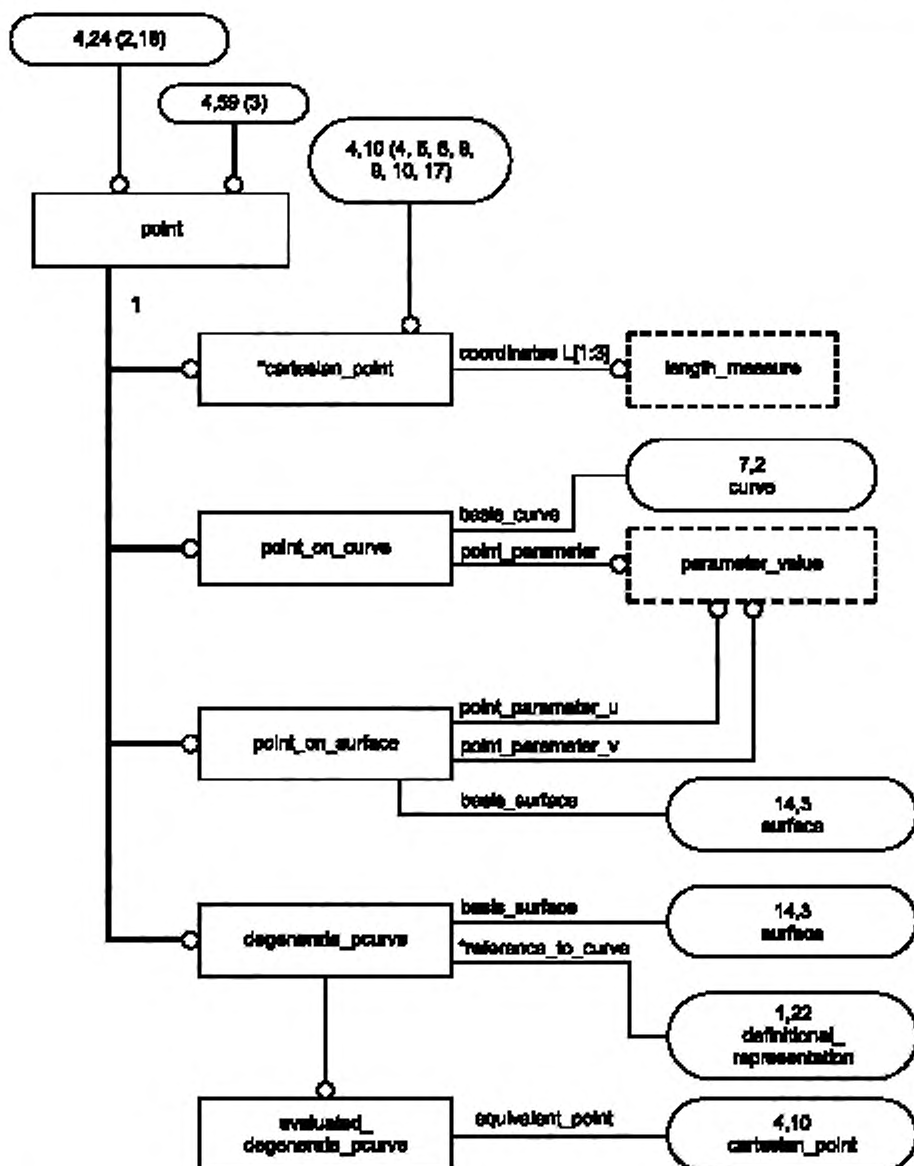 4,24 (2,18)
4,59 (3)
4,10 (4, 5, 6, 8,
9, 10, 17)
point
1
*cartesian_point
coordinates L[1:3]
length_measure
7,2
curve
basis_curve
point_on_curve
point_parameter
parameter_value
point_parameter_u
point_on_surface
point_parameter_v
basis_surface
14,3
surface
basis_surface
14,3
surface
degenerate_pcurve
*reference_to_curve
1,22
definitional_
representation
evaluated_
degenerate_pcurve
equivalent_point
4,10
cartesian_point